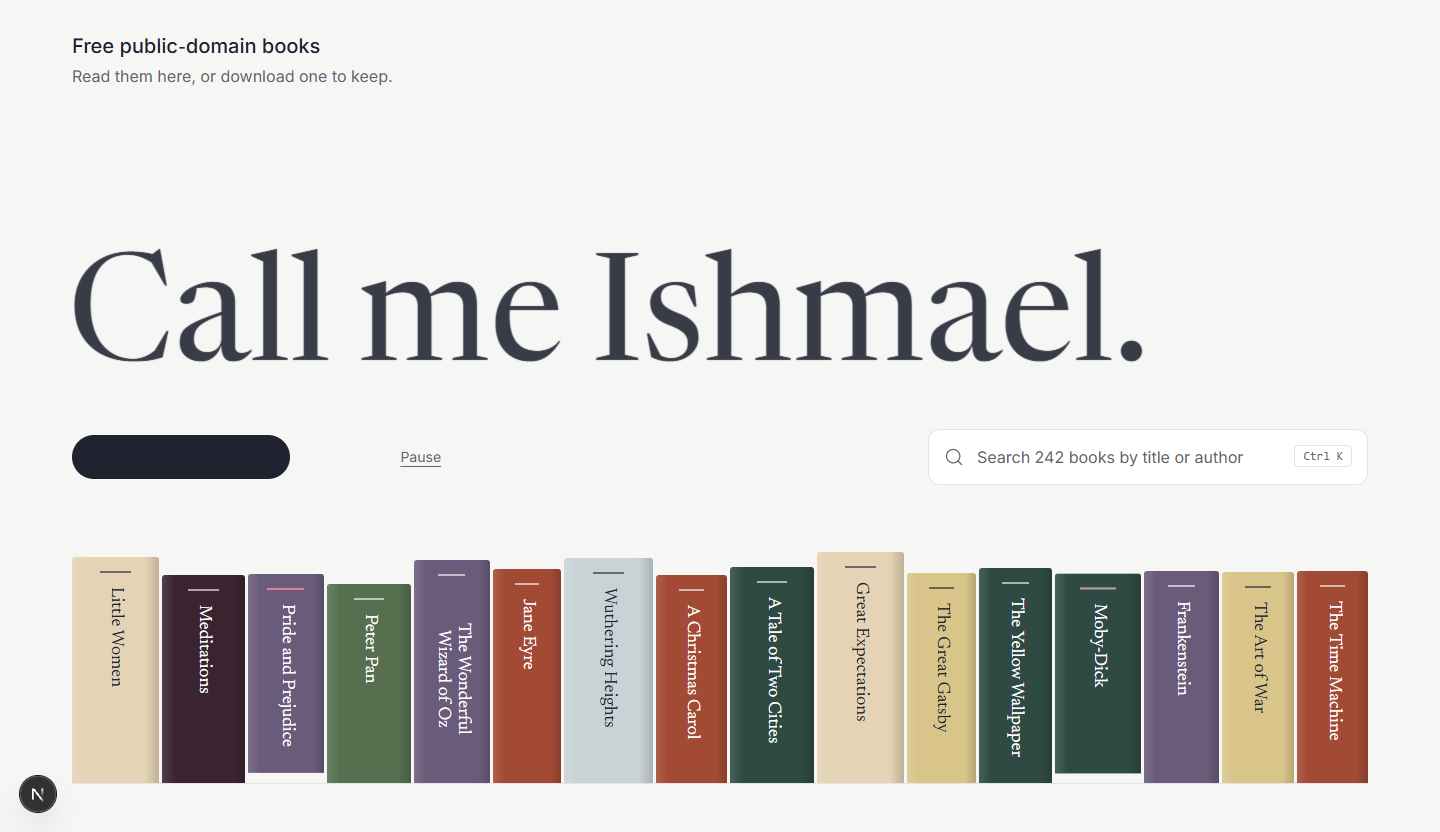 Free public-domain books
Read them here, or download one to keep.
Call me Ishmael.
Pause
Search 242 books by title or author
Ctrl K
Little Women
Meditations
Pride and Prejudice
Peter Pan
The Wonderful
Wizard of Oz
Jane Eyre
Wuthering Heights
A Christmas Carol
A Tale of Two Cities
Great Expectations
The Great Gatsby
The Yellow Wallpaper
Moby-Dick
Frankenstein
The Art of War
The Time Machine